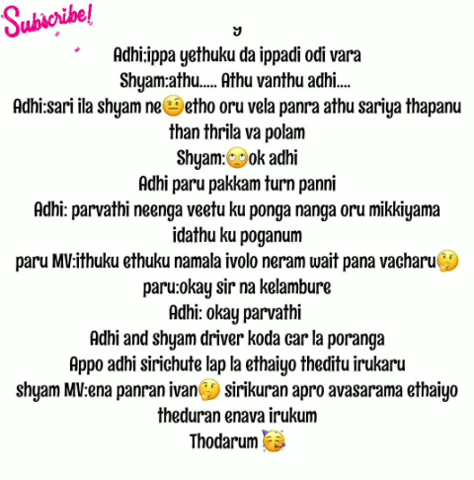 Subscribe!
y
Adhi:ippa yethuku da ippadi odi vara
Shyam:athu..... Athu vanthu adhi....
Adhi:sari ila shyam ne🤨etho oru vela panra athu sariya thapanu
than thrila va polam
Shyam:🙄ok adhi
Adhi paru pakkam turn panni
Adhi: parvathi neenga veetu ku ponga nanga oru mikkiyama
idathu ku poganum
paru MV:ithuku ethuku namala ivolo neram wait pana vacharu🤔
paru:okay sir na kelambure
Adhi: okay parvathi
Adhi and shyam driver koda car la poranga
Appo adhi sirichute lap la ethaiyo theditu irukaru
shyam MV:ena panran ivan🤔 sirikuran apro avasarama ethaiyo
theduran enava irukum
Thodarum 🥳